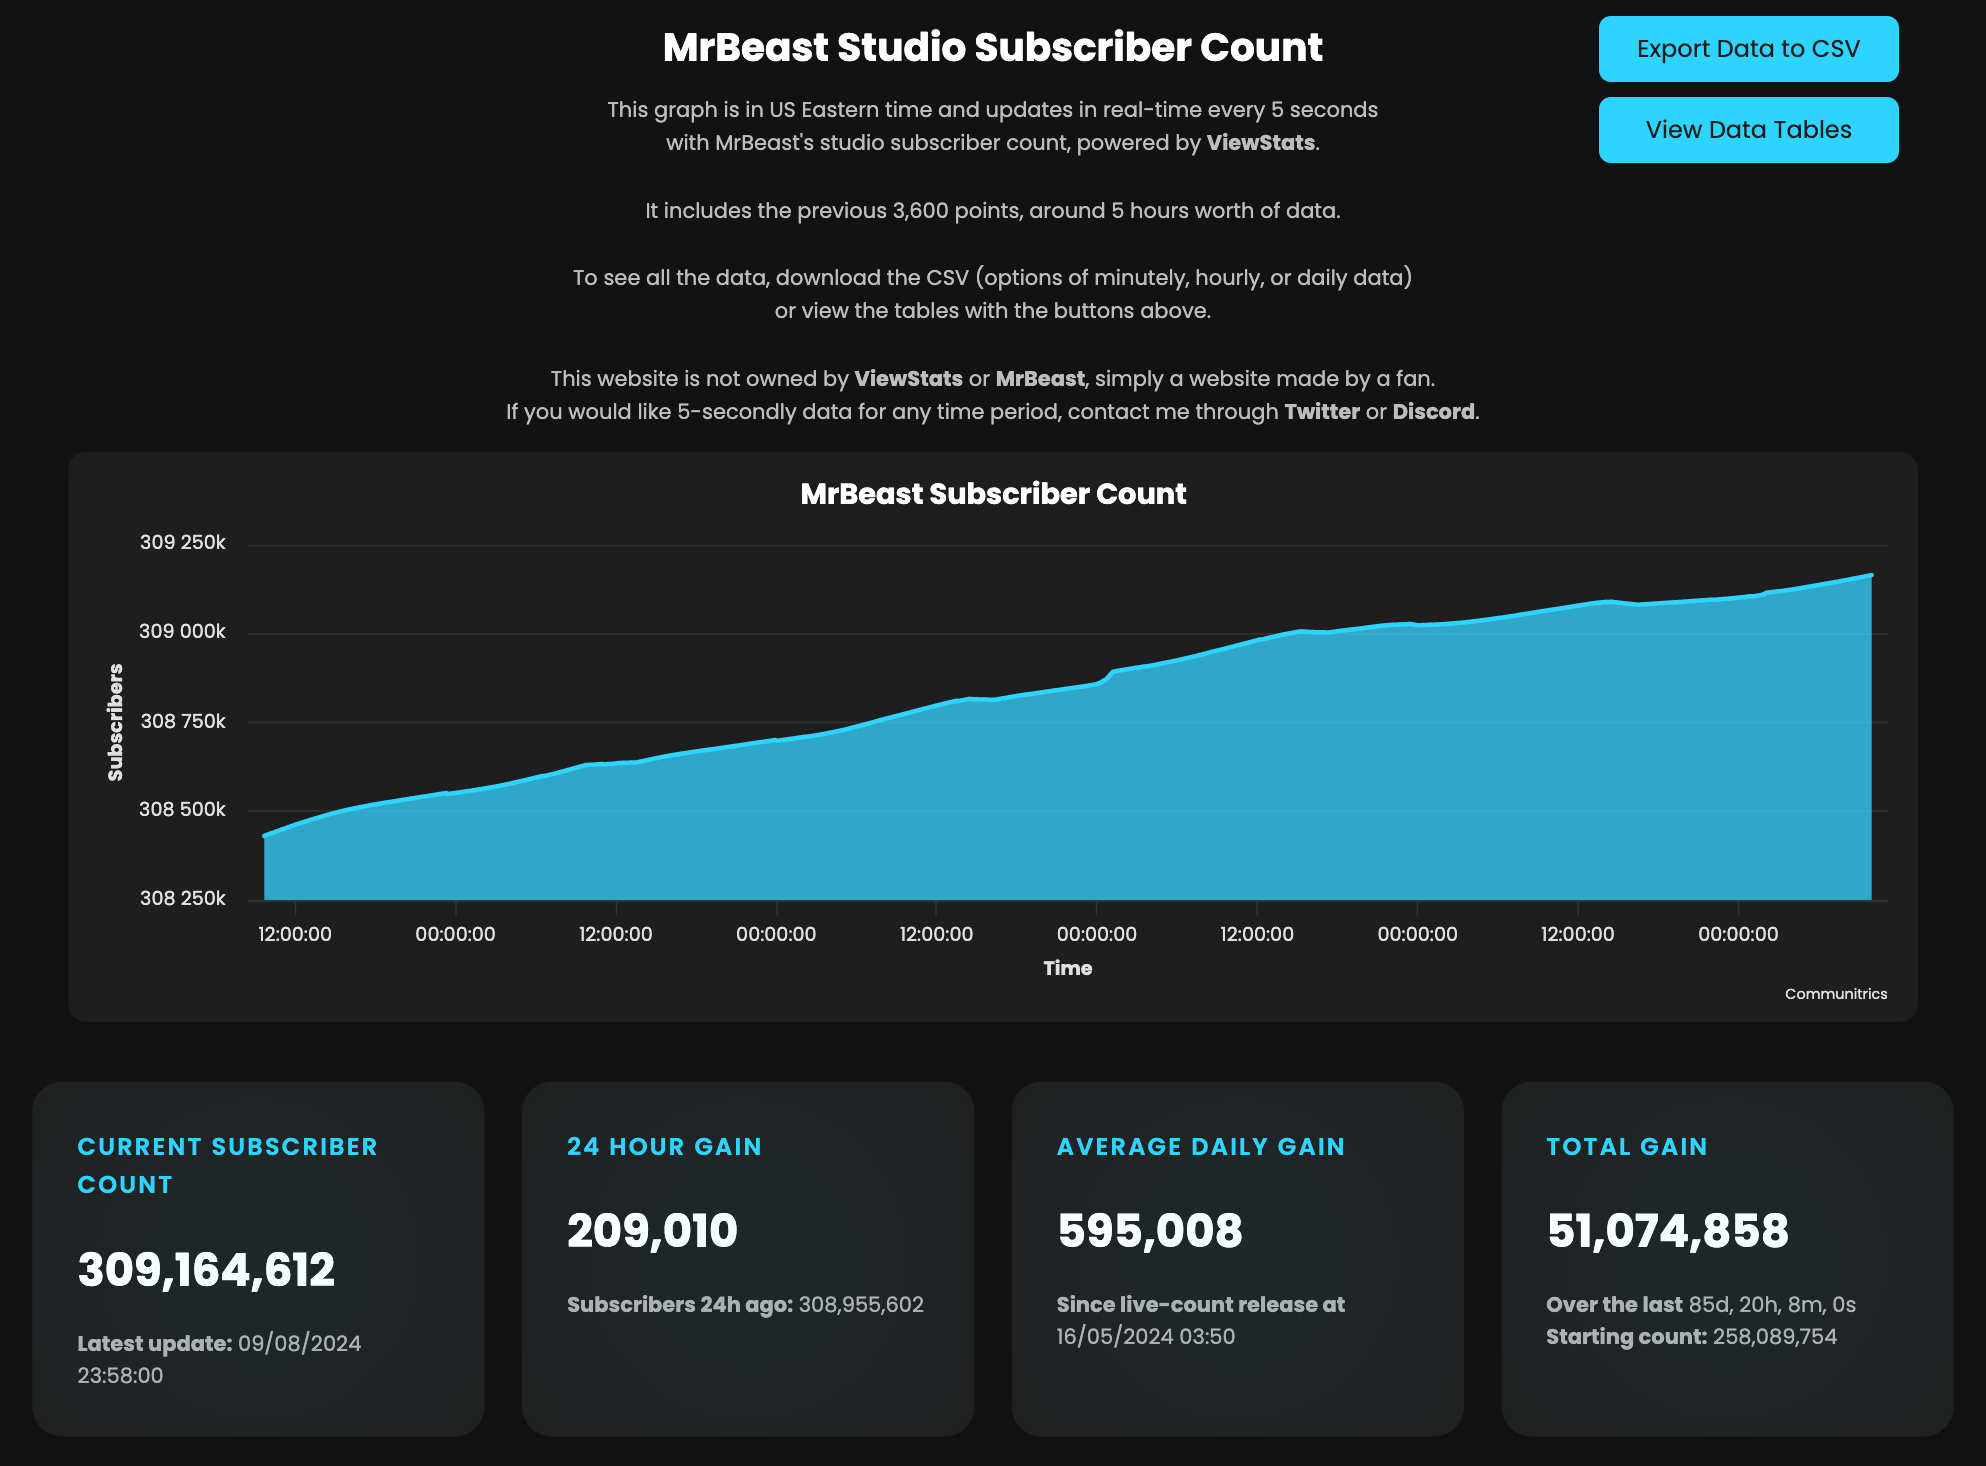 MrBeast Studio Subscriber Count
Export Data to CSV
View Data Tables
This graph is in US Eastern time and updates in real-time every 5 seconds
with MrBeast's studio subscriber count, powered by ViewStats.
It includes the previous 3,600 points, around 5 hours worth of data.
To see all the data, download the CSV (options of minutely, hourly, or daily data)
or view the tables with the buttons above.
This website is not owned by ViewStats or MrBeast, simply a website made by a fan.
If you would like 5-secondly data for any time period, contact me through Twitter or Discord.
MrBeast Subscriber Count
309 250k
309 000k
308 750k
308 500k
308 250k
Subscribers
12:00:00 00:00:00 12:00:00 00:00:00 12:00:00 00:00:00 12:00:00 00:00:00 12:00:00 00:00:00
Time
Communitrics
CURRENT SUBSCRIBER
COUNT
309,164,612
Latest update: 09/08/2024
23:58:00
24 HOUR GAIN
209,010
Subscribers 24h ago: 308,955,602
AVERAGE DAILY GAIN
595,008
Since live-count release at
16/05/2024 03:50
TOTAL GAIN
51,074,858
Over the last 85d, 20h, 8m, 0s
Starting count: 258,089,754